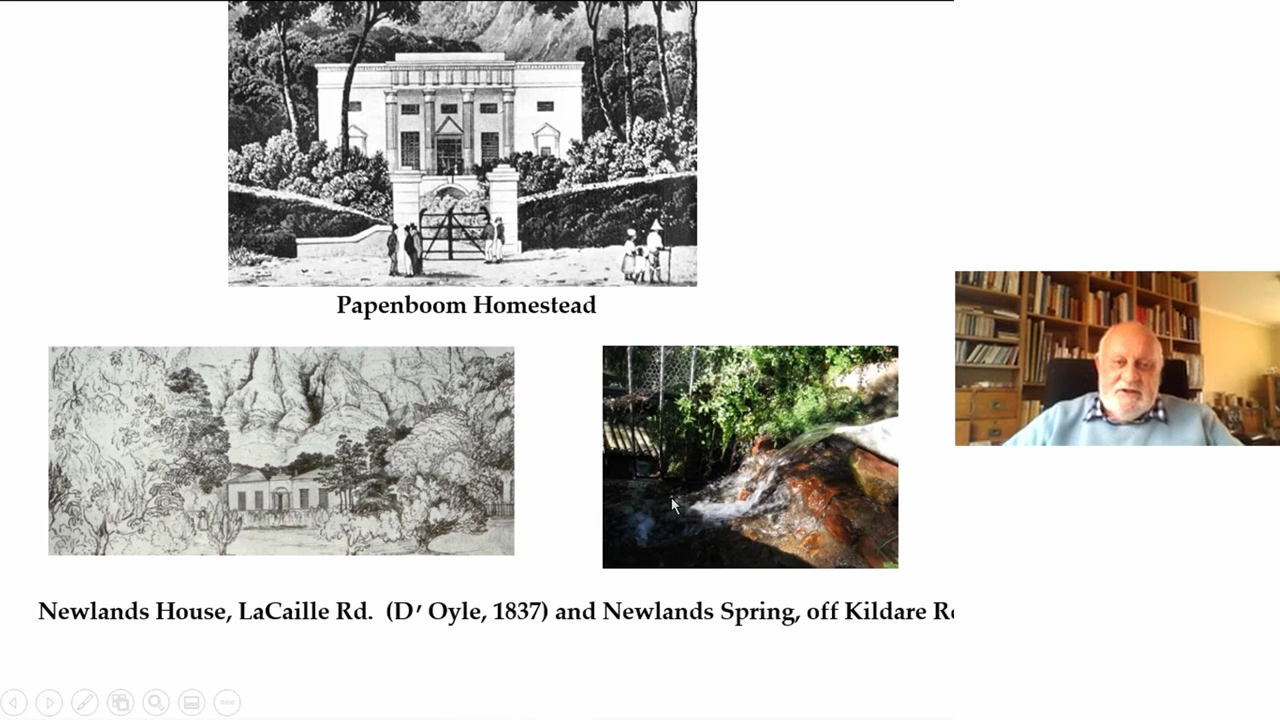 Papenboom Homestead
Newlands House, LaCaille Rd. (D' Oyle, 1837) and Newlands Spring, off Kildare